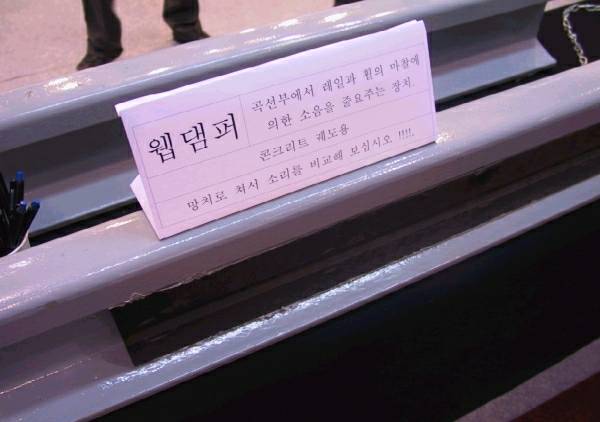 웹댐퍼
곡선부에서 레일과 휠의 마찰에
의한 소음을 줄요주는 장치.
콘크리트 궤도용
망치로 쳐서 소리를 비교해 보십시오 !!!!.